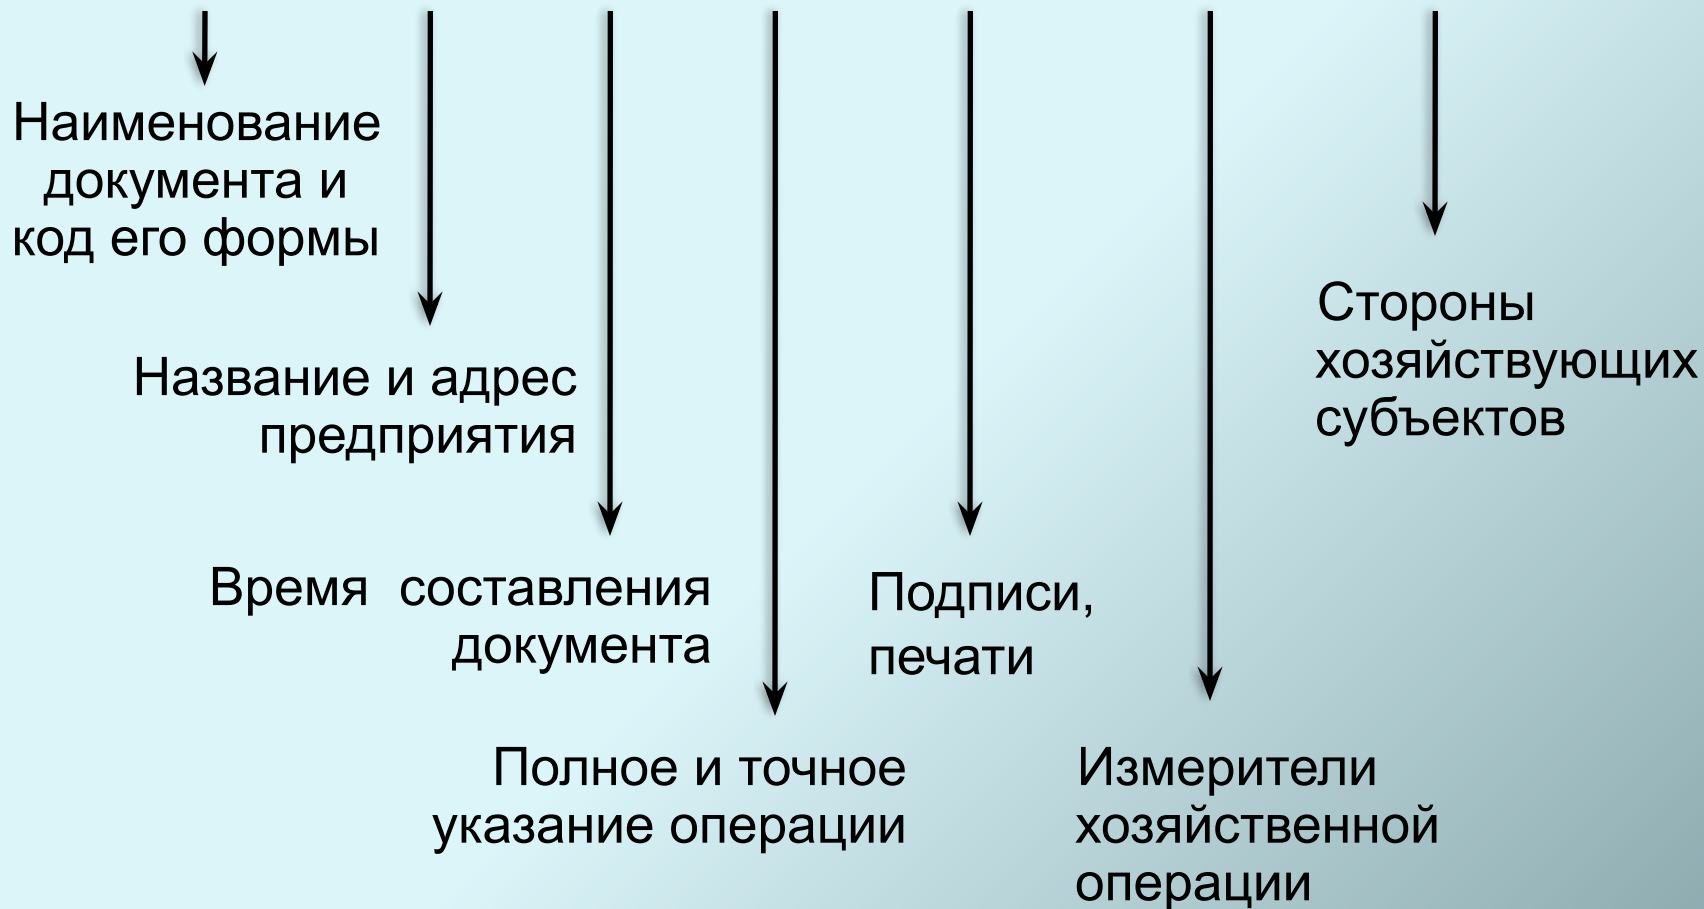 Наименование
документа и
код его формы
Название и адрес
предприятия
Время составления
документа
Полное и точное
указание операции
Подписи,
печати
Измерители
хозяйственной
операции
Стороны
хозяйствующих
субъектов